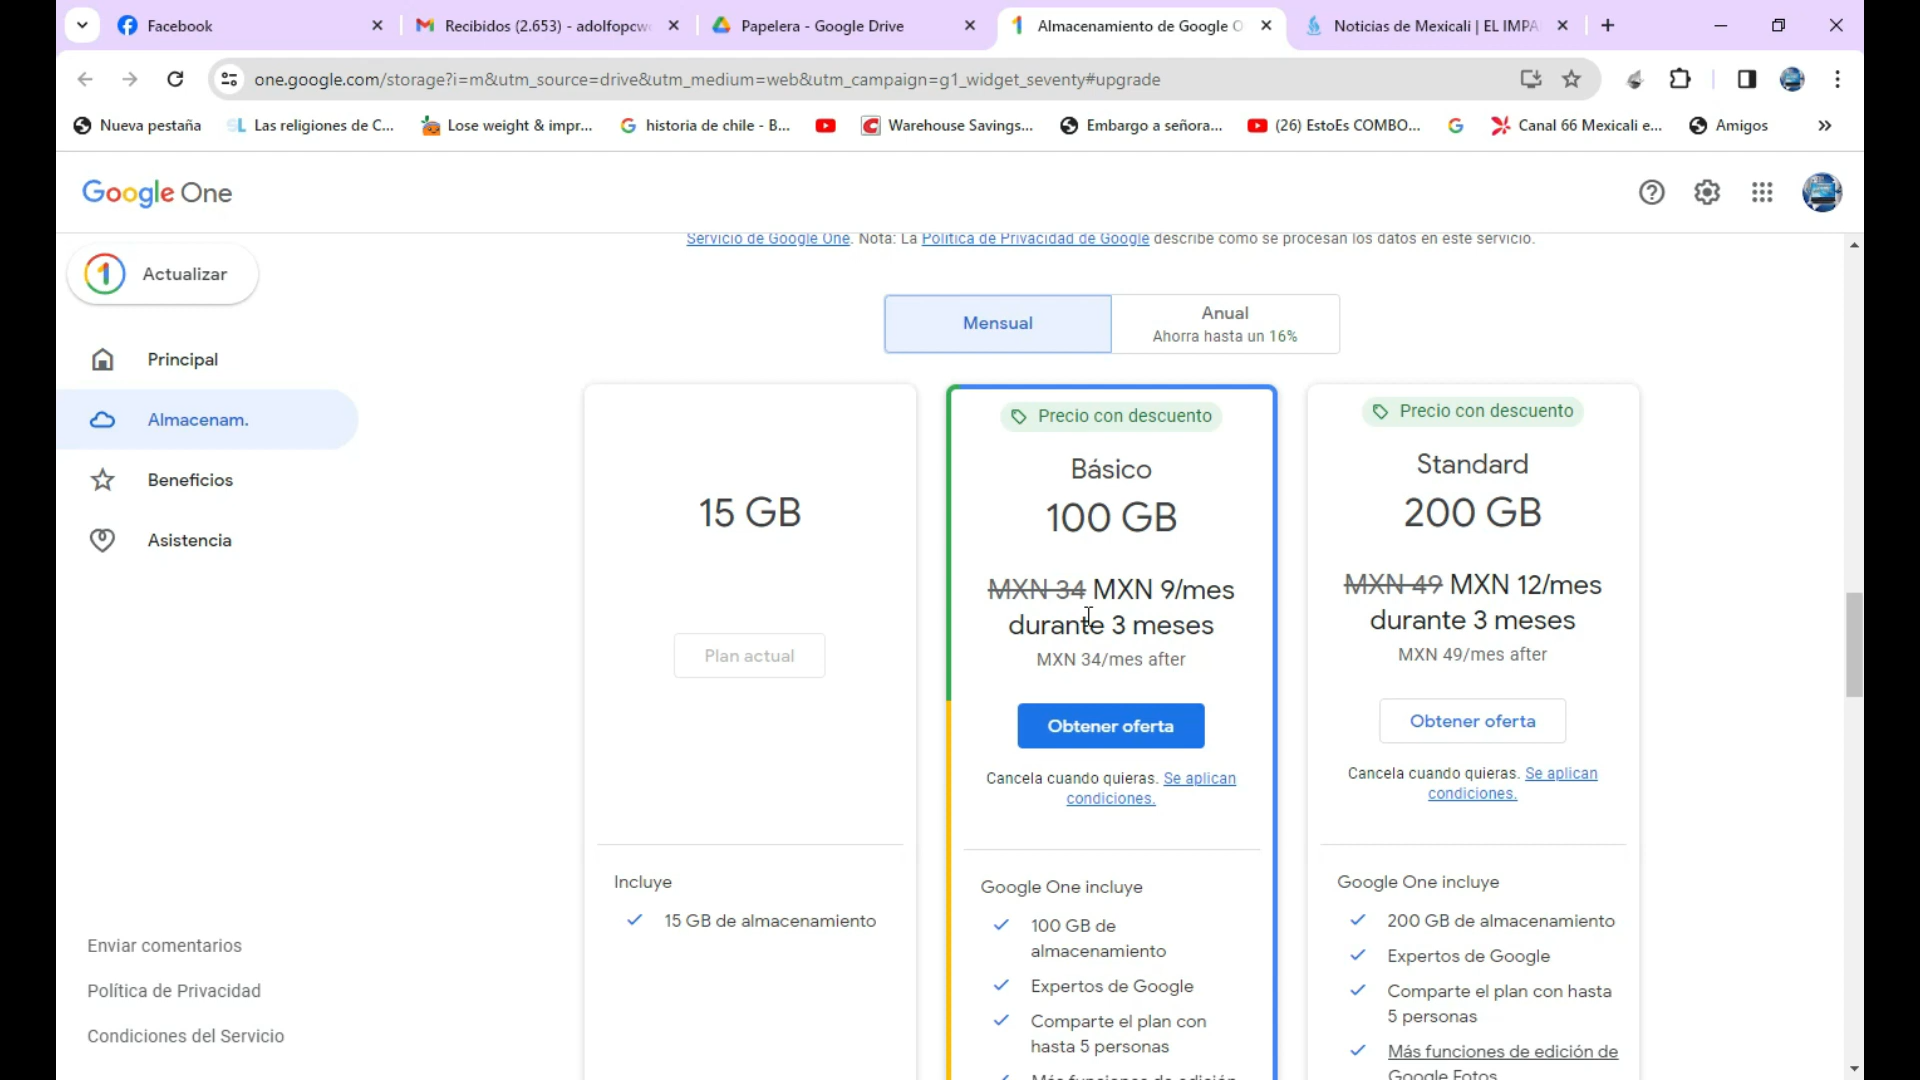 Facebook
Recibidos (2.653) - adolfopcw
Papelera - Google Drive
Almacenamiento de Google O
Noticias de Mexicali | EL IMPA
one.google.com/storage?i=m&utm_source=drive&utm_medium=web&utm_campaign=g1_widget_seventy#upgrade
Nueva pestaña
Las religiones de C...
Lose weight & impr...
historia de chile - B...
Warehouse Savings...
Embargo a señora...
(26) EstoEs COMBO...
Canal 66 Mexicali e...
Amigos
Google One
Servicio de Google One. Nota: La Política de Privacidad de Google describe cómo se procesan los datos en este servicio.
Actualizar
Principal
Almacenam.
Beneficios
Asistencia
Enviar comentarios
Política de Privacidad
Condiciones del Servicio
Mensual
Anual
Ahorra hasta un 16%
15 GB
Plan actual
Incluye
15 GB de almacenamiento
Precio con descuento
Básico
100 GB
MXN 34 MXN 9/mes
durante 3 meses
MXN 34/mes after
Obtener oferta
Cancela cuando quieras. Se aplican
condiciones.
Google One incluye
100 GB de
almacenamiento
Expertos de Google
Comparte el plan con
hasta 5 personas
Más funciones de edición
Precio con descuento
Standard
200 GB
MXN 49 MXN 12/mes
durante 3 meses
MXN 49/mes after
Obtener oferta
Cancela cuando quieras. Se aplican
condiciones.
Google One incluye
200 GB de almacenamiento
Expertos de Google
Comparte el plan con hasta
5 personas
Más funciones de edición de
Google Fotos